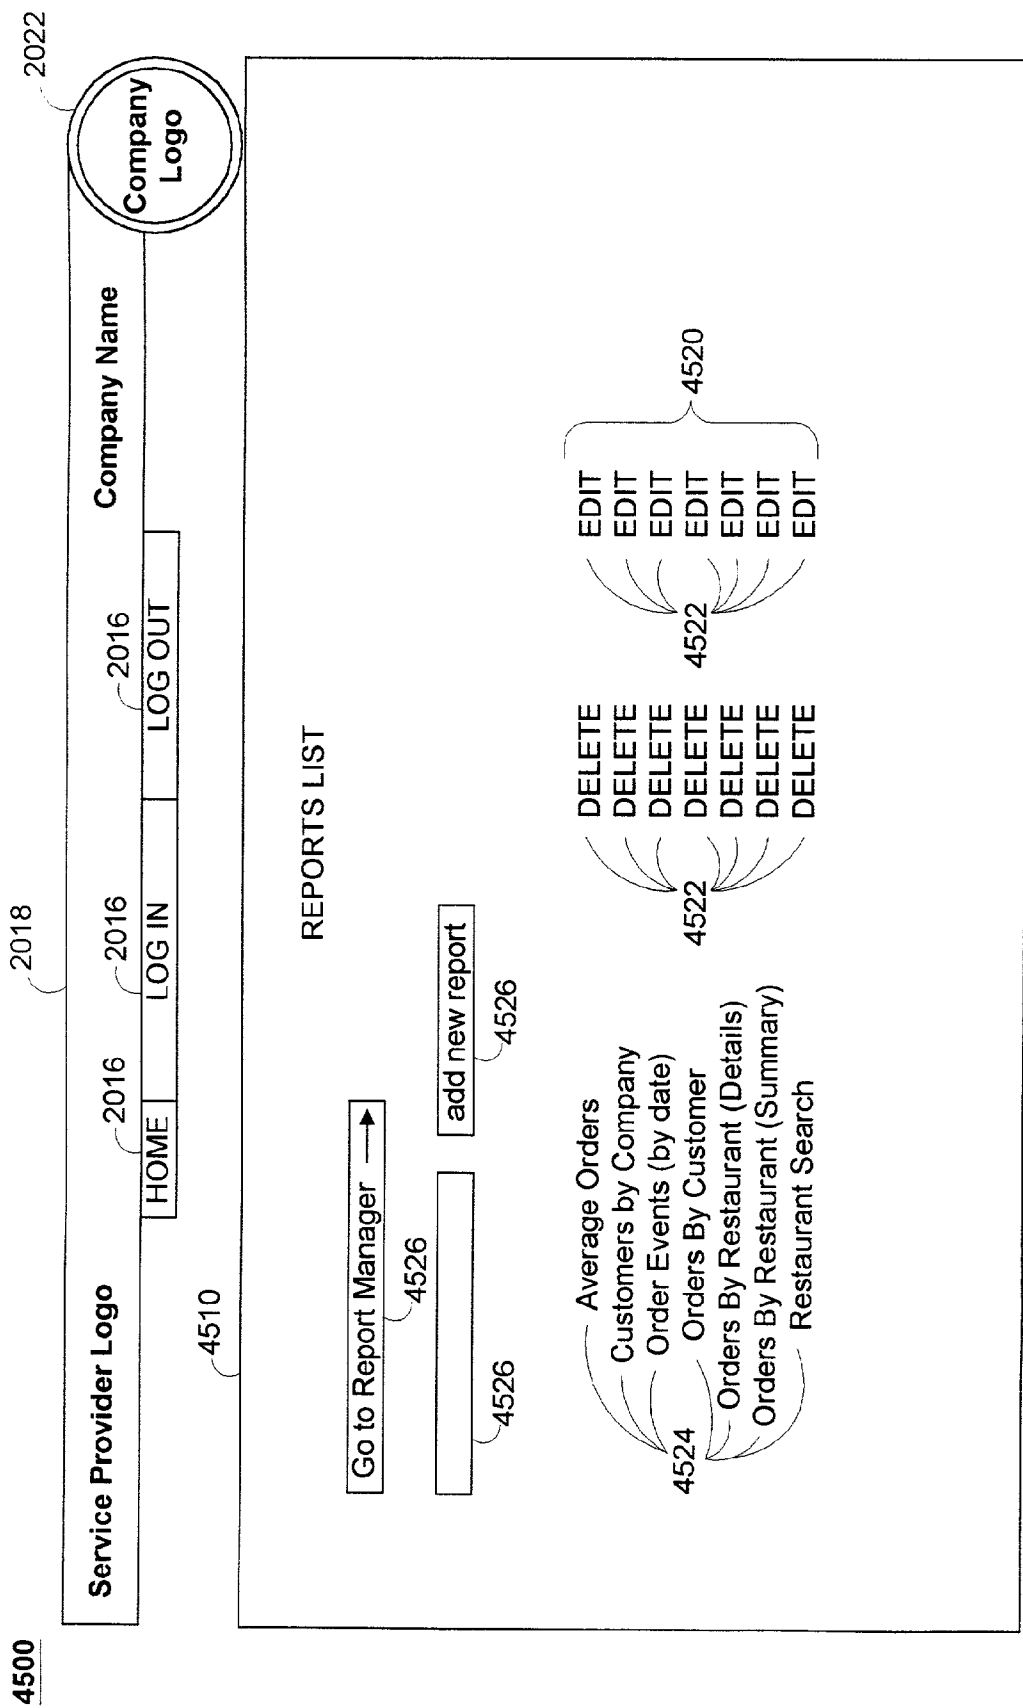 4500
2022
2018
Service Provider Logo
Company Name
Company
Logo
2016
2016
2016
HOME
LOG IN
LOG OUT
4510
REPORTS LIST
Go to Report Manager
4526
add new report
4526
4526
4524
Average Orders
DELETE
EDIT
Customers by Company
DELETE
EDIT
Order Events (by date)
DELETE
EDIT
Orders By Customer
DELETE
EDIT
Orders By Restaurant (Details)
DELETE
EDIT
Orders By Restaurant (Summary)
DELETE
EDIT
Restaurant Search
DELETE
EDIT
4522
4522
4520